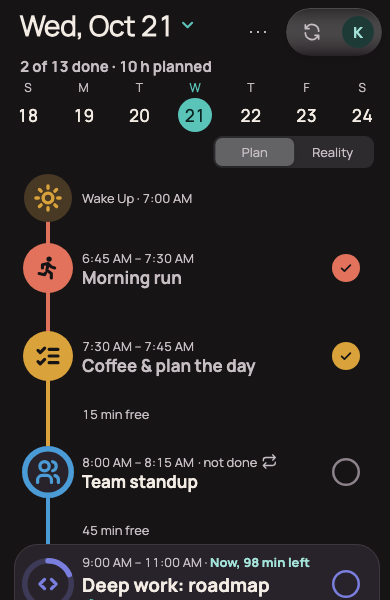 Wed, Oct 21
...
K
2 of 13 done · 10 h planned
S M T W T F S
18 19 20 21 22 23 24
Plan Reality
Wake Up · 7:00 AM
6:45 AM – 7:30 AM
Morning run
7:30 AM – 7:45 AM
Coffee & plan the day
15 min free
8:00 AM – 8:15 AM · not done
Team standup
45 min free
9:00 AM – 11:00 AM · Now, 98 min left
Deep work: roadmap